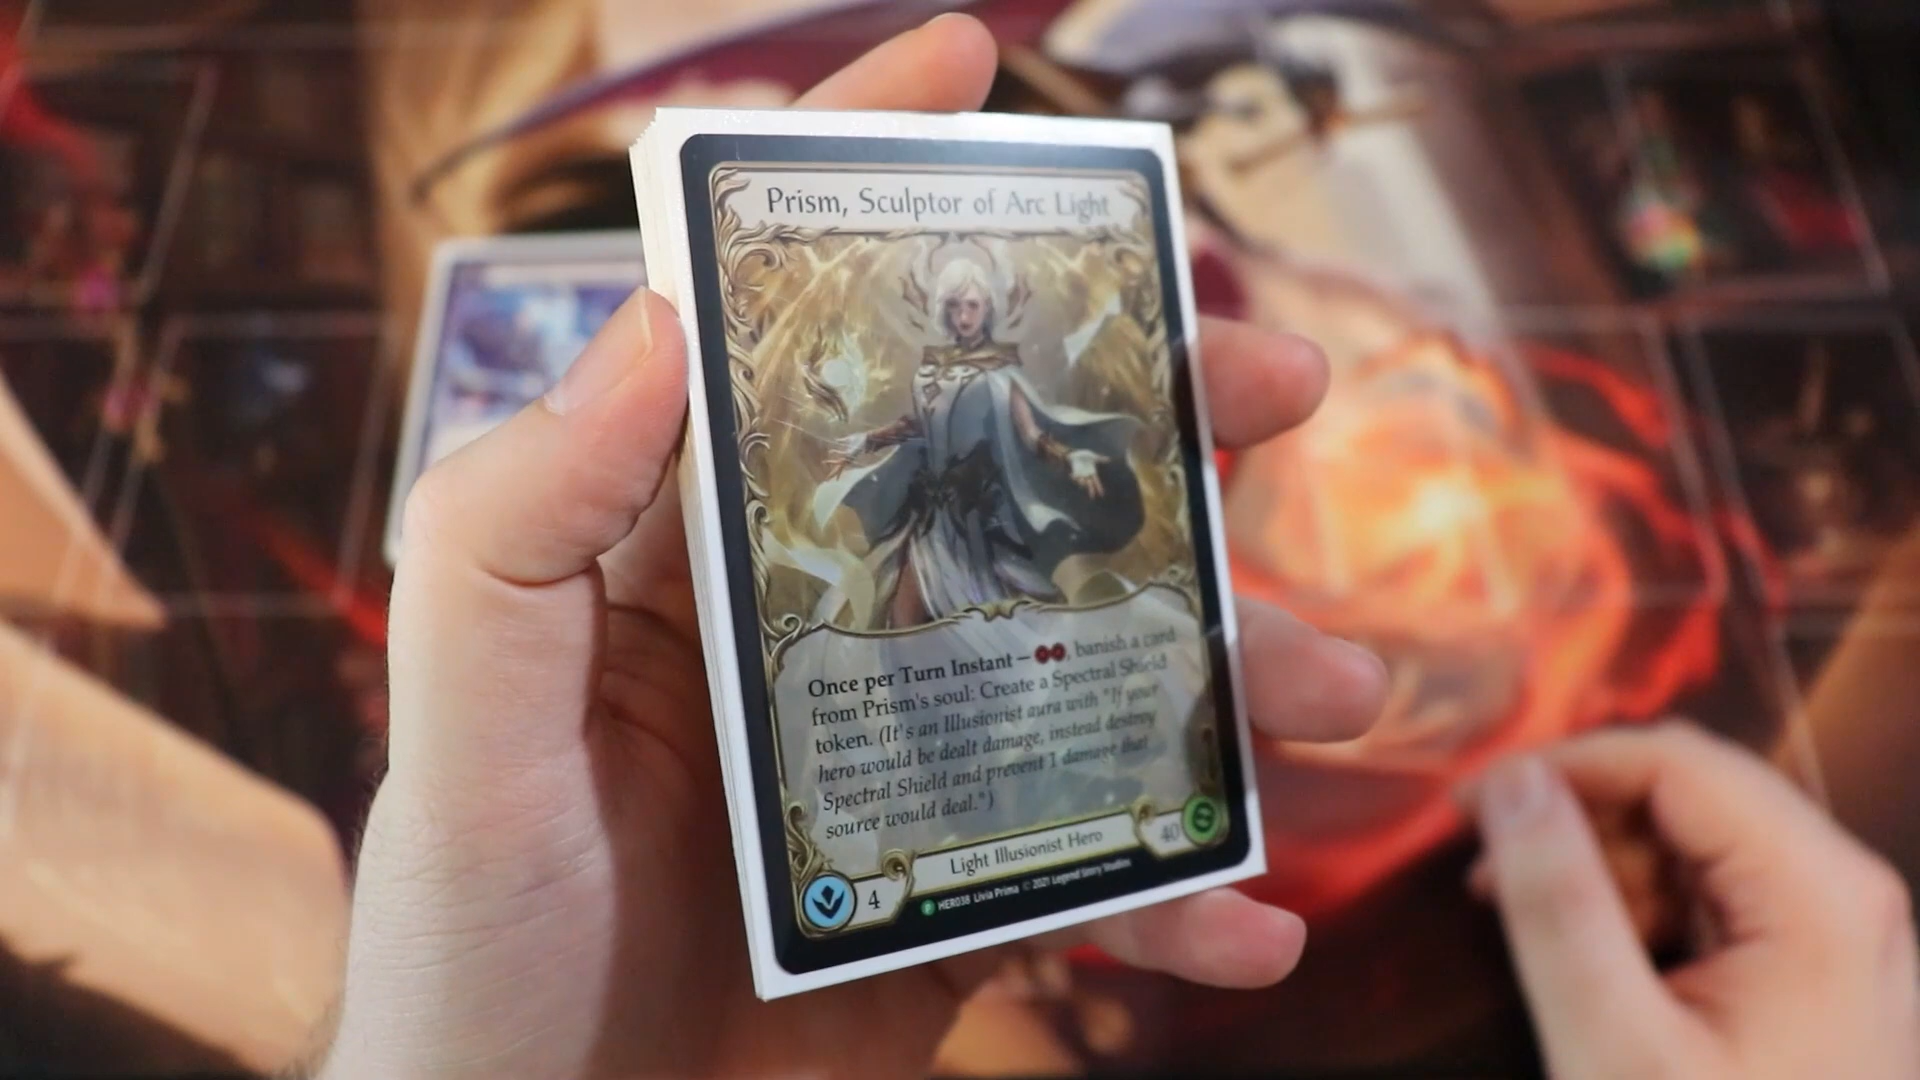 Prism, Sculptor of Arc Light
Once per Turn Instant – , banish a card
from Prism's soul: Create a Spectral Shield
token. (It's an Illusionist aura with "If your
hero would be dealt damage, instead destroy
Spectral Shield and prevent 1 damage that
source would deal.")
Light Illusionist Hero
40
4
P HER038 Livia Prima © 2021 Legend Story Studios